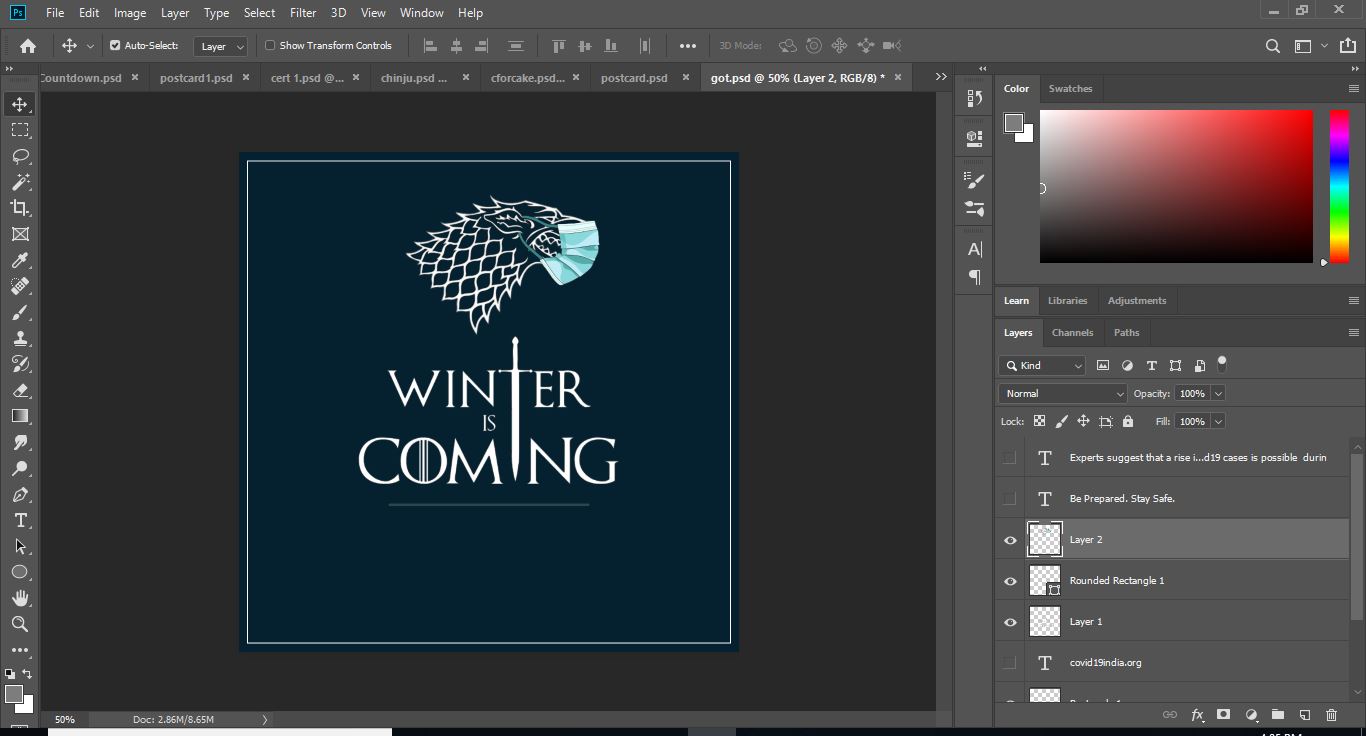 Ps File Edit Image Layer Type Select Filter 3D View Window Help
Auto-Select: Layer Show Transform Controls 3D Mode:
ountdown.psd postcard1.psd cert 1.psd @... chinju.psd ... cforcake.psd... postcard.psd got.psd @ 50% (Layer 2, RGB/8) *
Color Swatches
WINTER
IS
COMING
Learn Libraries Adjustments
Layers Channels Paths
Kind
Normal Opacity: 100%
Lock: Fill: 100%
Experts suggest that a rise i...d19 cases is possible durin
Be Prepared. Stay Safe.
Layer 2
Rounded Rectangle 1
Layer 1
covid19india.org
50% Doc: 2.86M/8.65M